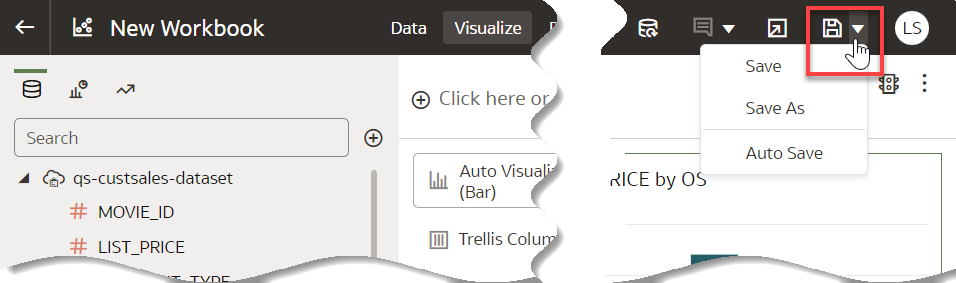 New Workbook
Data
Visualize
LS
Save
Save As
Auto Save
Search
Click here or
qs-custsales-dataset
MOVIE_ID
LIST_PRICE
Auto Visualiz
(Bar)
Trellis Colum
RICE by OS